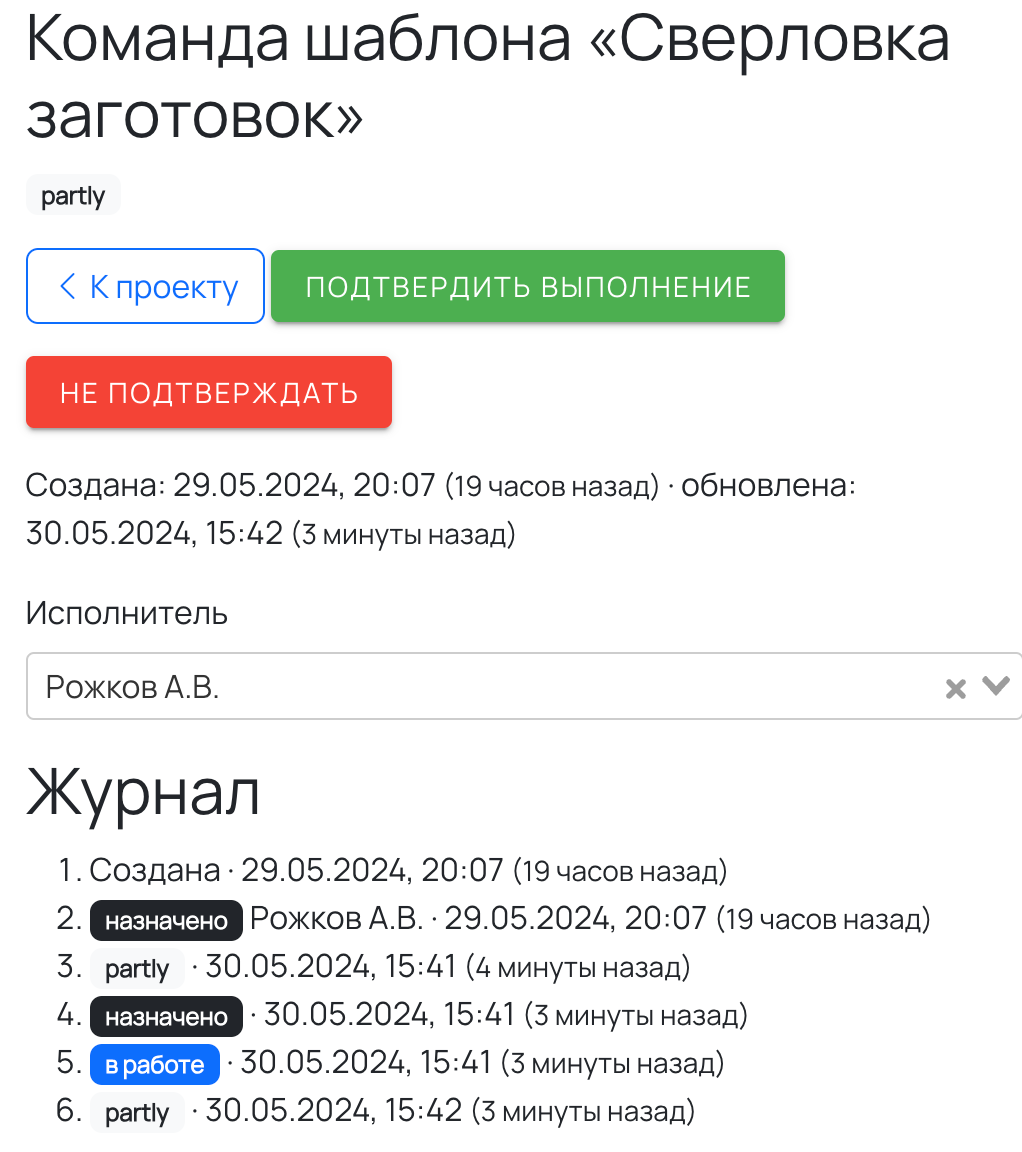 Команда шаблона «Сверловка
заготовок»
partly
К проекту
ПОДТВЕРДИТЬ ВЫПОЛНЕНИЕ
НЕ ПОДТВЕРЖДАТЬ
Создана: 29.05.2024, 20:07 (19 часов назад) · обновлена:
30.05.2024, 15:42 (3 минуты назад)
Исполнитель
Рожков А.В.
Журнал
1. Создана · 29.05.2024, 20:07 (19 часов назад)
2. назначено Рожков А.В. · 29.05.2024, 20:07 (19 часов назад)
3. partly · 30.05.2024, 15:41 (4 минуты назад)
4. назначено · 30.05.2024, 15:41 (3 минуты назад)
5. в работе · 30.05.2024, 15:41 (3 минуты назад)
6. partly · 30.05.2024, 15:42 (3 минуты назад)